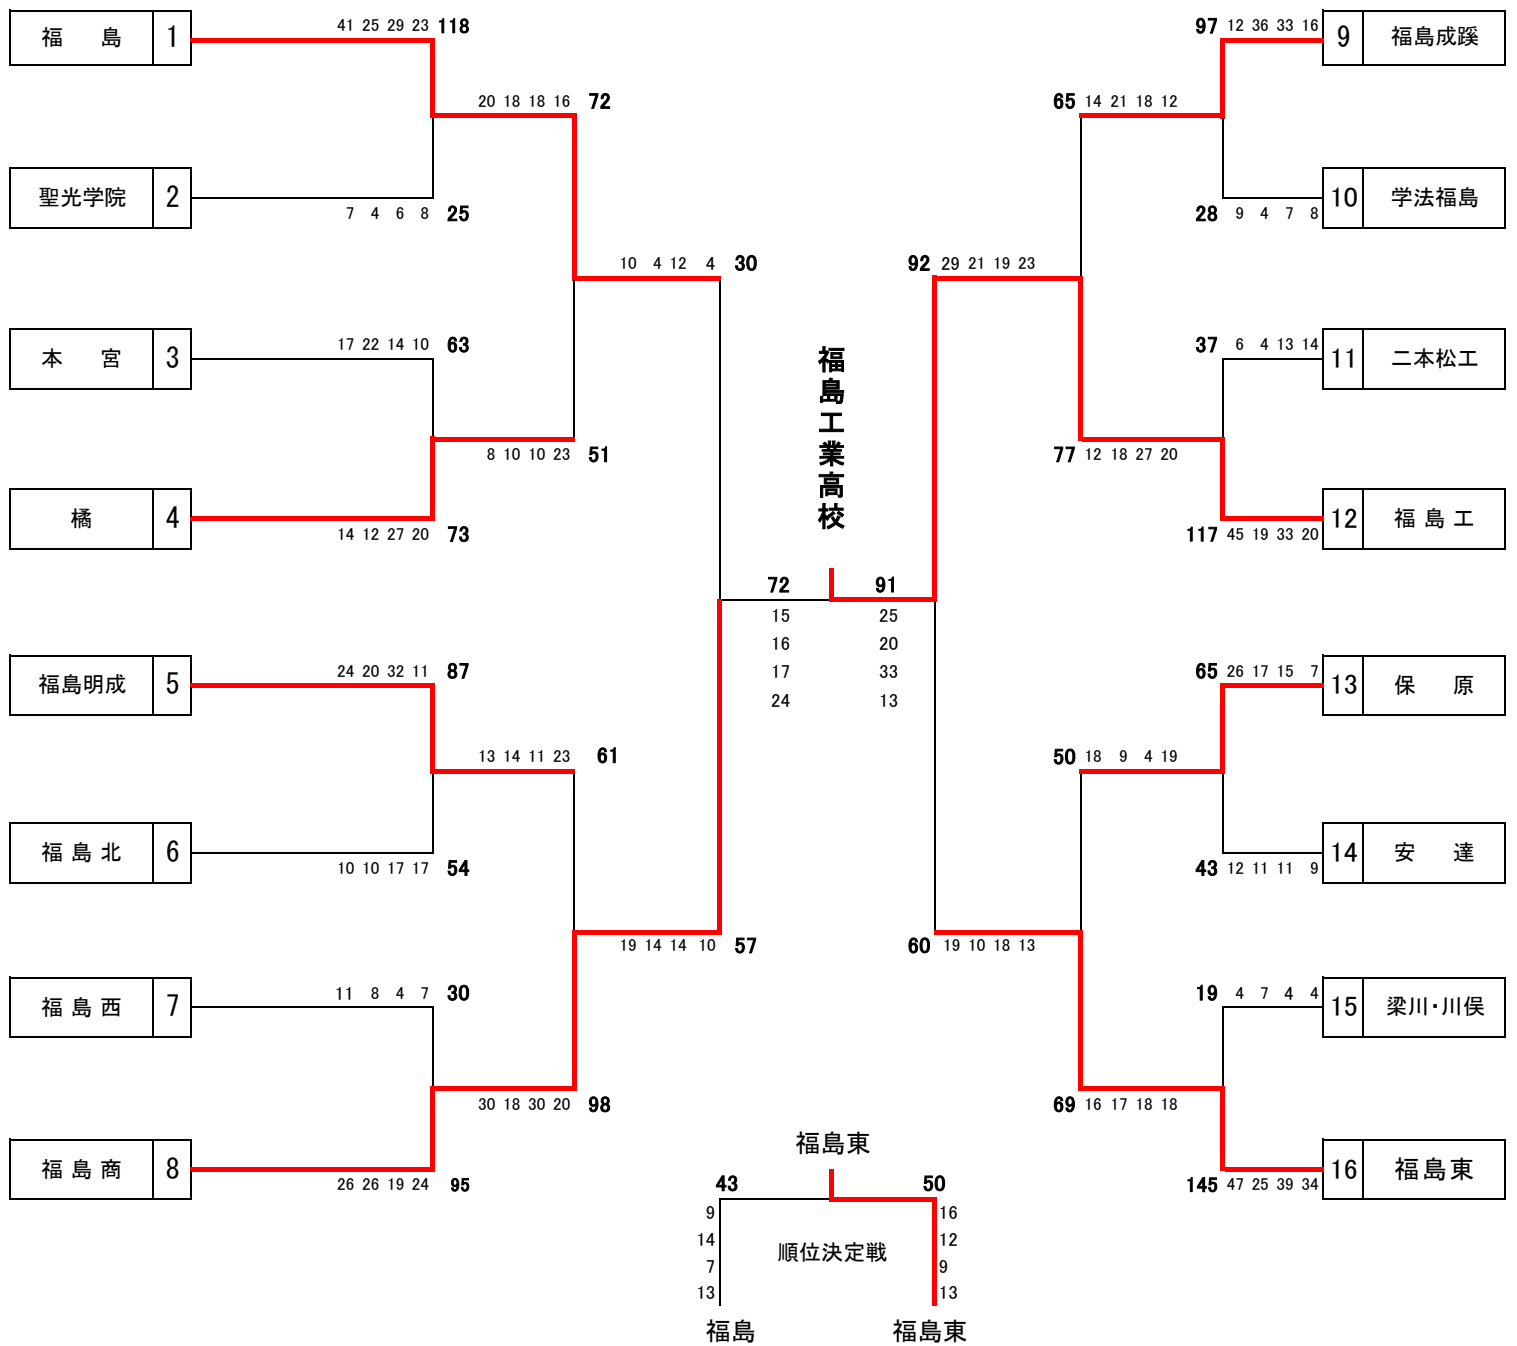 福　島 1 41 25 29 23 118
20 18 18 16 72
聖光学院 2 7 4 6 8 25
10 4 12 4 30
本　宮 3 17 22 14 10 63
8 10 10 23 51
橘 4 14 12 27 20 73
福島明成 5 24 20 32 11 87
13 14 11 23 61
福 島 北 6 10 10 17 17 54
19 14 14 10 57
福 島 西 7 11 8 4 7 30
30 18 30 20 98
福 島 商 8 26 26 19 24 95
福島工業高校
72 91
15 25
16 20
17 33
24 13
97 12 36 33 16 9 福島成蹊
65 14 21 18 12
28 9 4 7 8 10 学法福島
92 29 21 19 23
37 6 4 13 14 11 二本松工
77 12 18 27 20
117 45 19 33 20 12 福 島 工
65 26 17 15 7 13 保　原
50 18 9 4 19
43 12 11 11 9 14 安　達
60 19 10 18 13
19 4 7 4 4 15 梁川・川俣
69 16 17 18 18
145 47 25 39 34 16 福島東
福島東
43 50
9 16
14 12
順位決定戦
7 9
13 13
福島 福島東